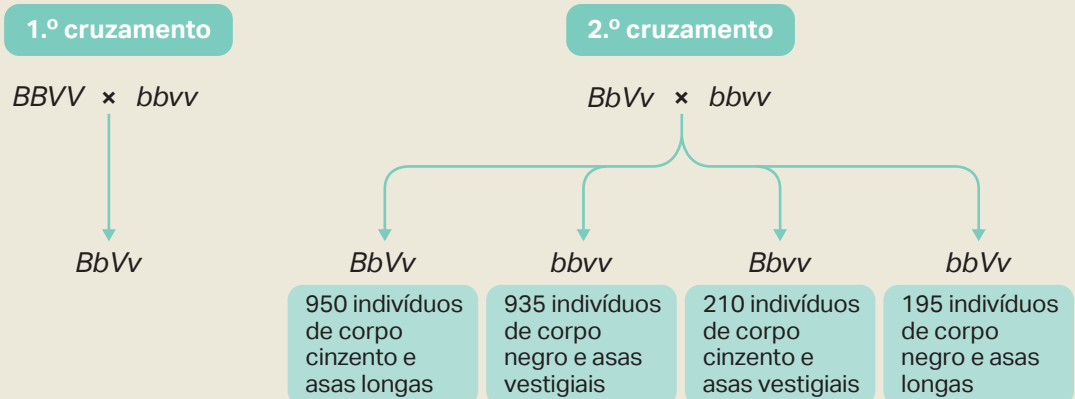 1.º cruzamento
BBVV × bbvv
BbVv
2.º cruzamento
BbVv × bbvv
BbVv
950 indivíduos
de corpo
cinzento e
asas longas
bbvv
935 indivíduos
de corpo
negro e asas
vestigiais
Bbvv
210 indivíduos
de corpo
cinzento e
asas vestigiais
bbVv
195 indivíduos
de corpo
negro e asas
longas